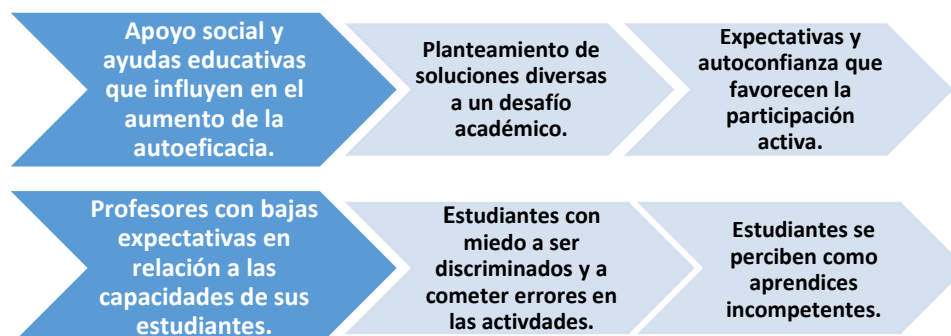 Apoyo social y
ayudas educativas
que influyen en el
aumento de la
autoeficacia.
Planteamiento de
soluciones diversas
a un desafío
académico.
Expectativas y
autoconfianza que
favorecen la
participación
activa.
Profesores con bajas
expectativas en
relación a las
capacidades de sus
estudiantes.
Estudiantes con
miedo a ser
discriminados y a
cometer errores en
las activdades.
Estudiantes se
perciben como
aprendices
incompetentes.